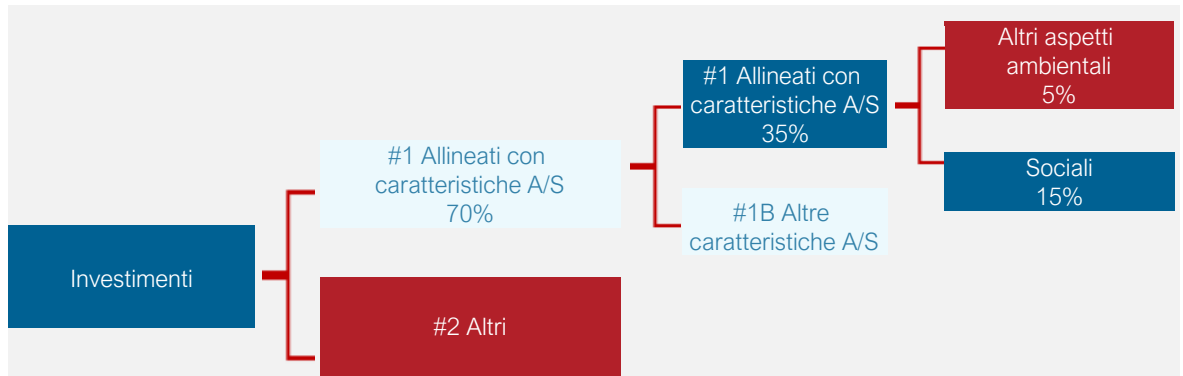 Investimenti
#1 Allineati con
caratteristiche A/S
70%
#2 Altri
#1 Allineati con
caratteristiche A/S
35%
#1B Altre
caratteristiche A/S
Altri aspetti
ambientali
5%
Sociali
15%